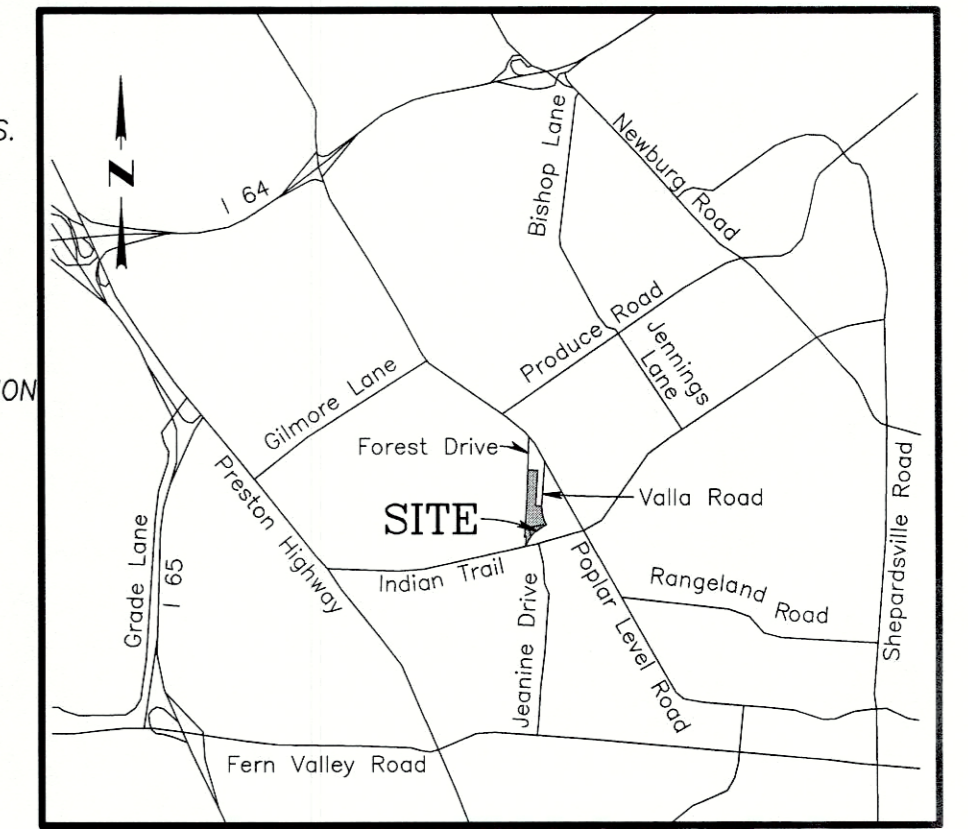 S.
ION
N
I 64
Bishop Lane
Newburg Road
Produce Road
Jennings
Lane
Gilmore Lane
Forest Drive
Valla Road
SITE
Preston Highway
Grade Lane
I 65
Indian Trail
Jeanine Drive
Poplar Level Road
Rangeland Road
Shepardsville Road
Fern Valley Road